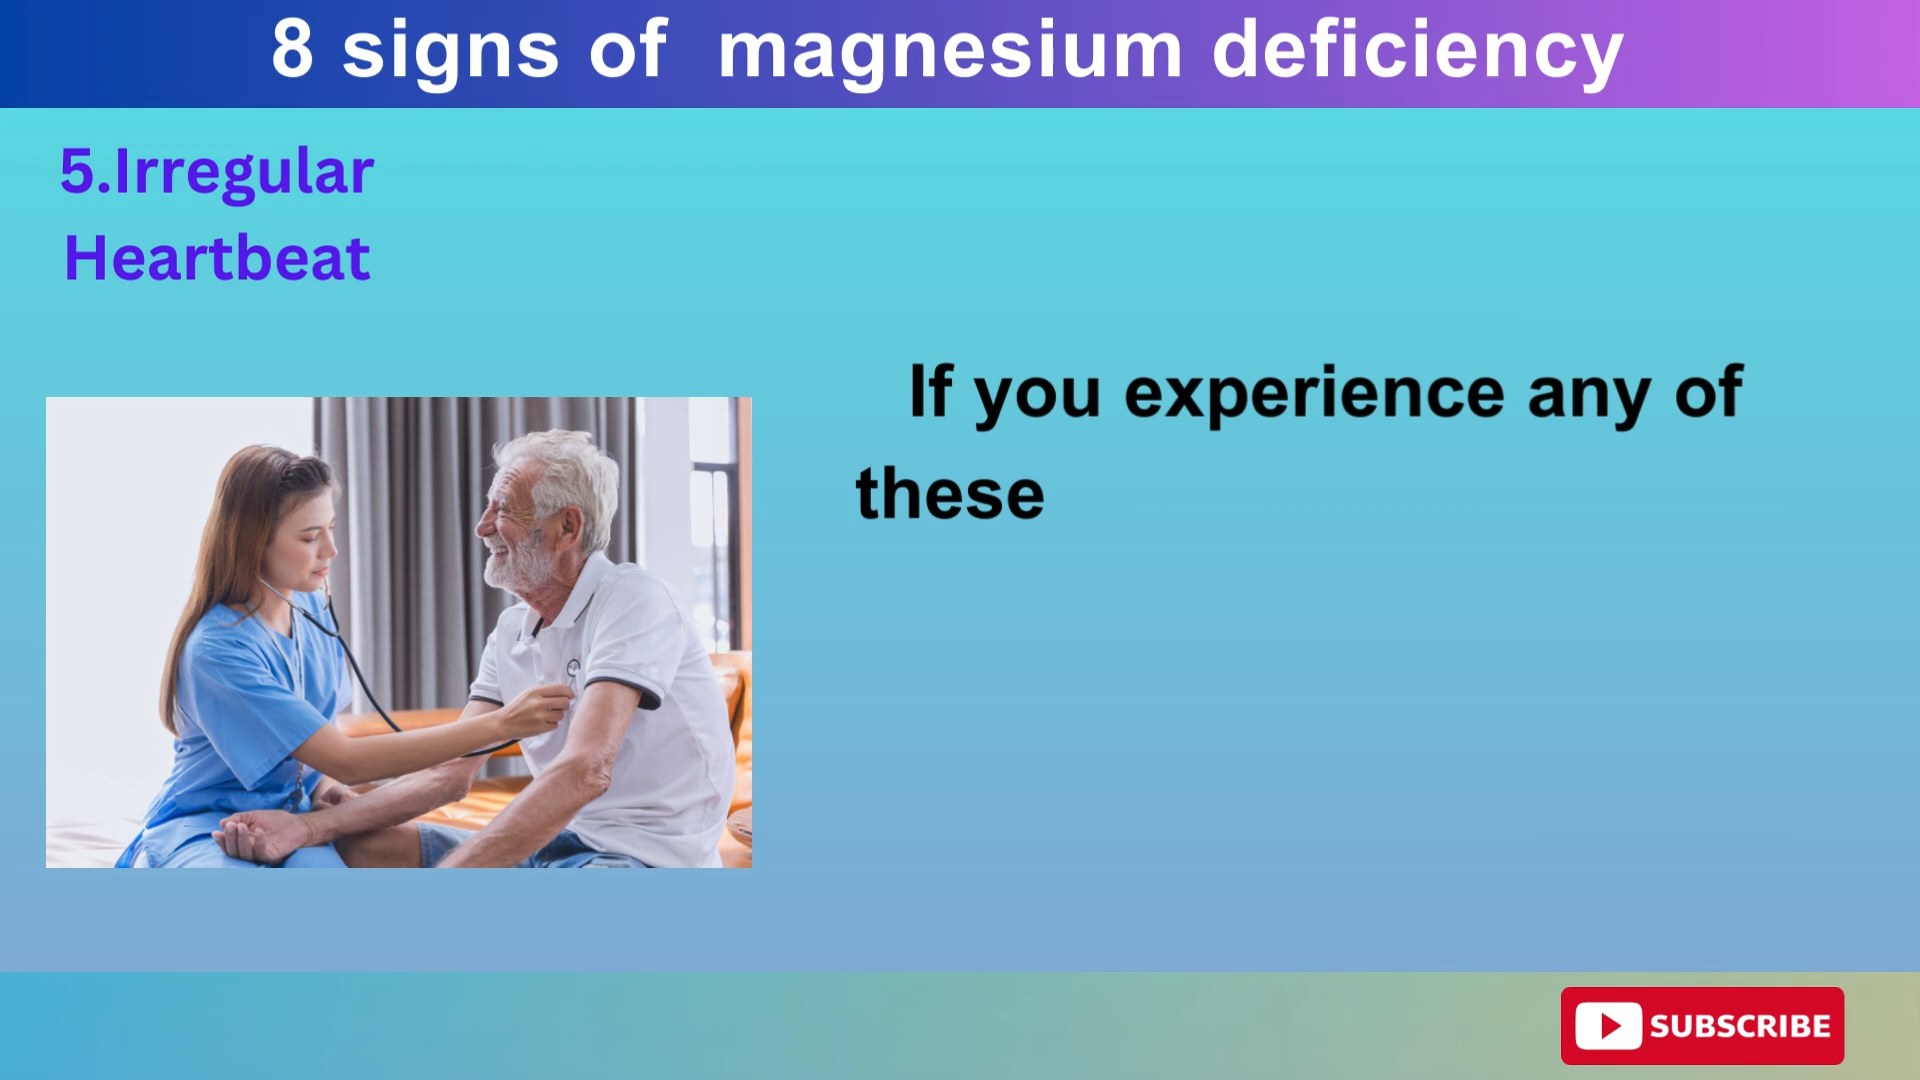 8 signs of  magnesium deficiency
5.Irregular
Heartbeat
If you experience any of
these
SUBSCRIBE